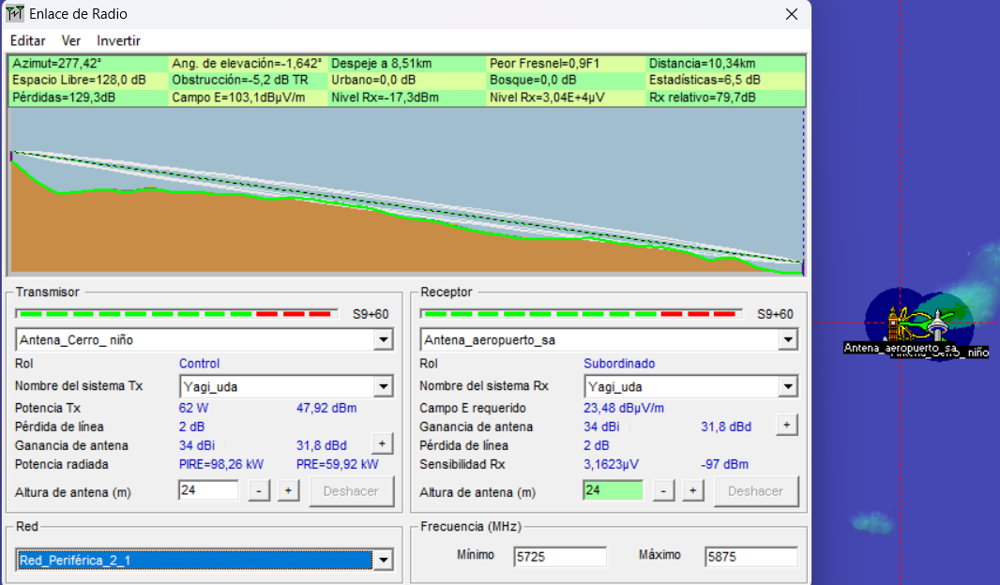 Enlace de Radio
Editar Ver Invertir
Azimut=277,42° Ang. de elevación=-1,642° Despeje a 8,51km Peor Fresnel=0,9F1 Distancia=10,34km
Espacio Libre=128,0 dB Obstrucción=-5,2 dB TR Urbano=0,0 dB Bosque=0,0 dB Estadísticas=6,5 dB
Pérdidas=129,3dB Campo E=103,1dBµV/m Nivel Rx=-17,3dBm Nivel Rx=3,04E+4µV Rx relativo=79,7dB
Transmisor
S9+60
Antena_Cerro_ niño
Rol Control
Nombre del sistema Tx Yagi_uda
Potencia Tx 62 W 47,92 dBm
Pérdida de línea 2 dB
Ganancia de antena 34 dBi 31,8 dBd +
Potencia radiada PIRE=98,26 kW PRE=59,92 kW
Altura de antena (m) 24 - + Deshacer
Receptor
S9+60
Antena_aeropuerto_sa
Rol Subordinado
Nombre del sistema Rx Yagi_uda
Campo E requerido 23,48 dBµV/m
Ganancia de antena 34 dBi 31,8 dBd +
Pérdida de línea 2 dB
Sensibilidad Rx 3,1623µV -97 dBm
Altura de antena (m) 24 - + Deshacer
Red
Red_Periférica_2_1
Frecuencia (MHz)
Mínimo 5725 Máximo 5875
Antena_aeropuerto_sa
niño